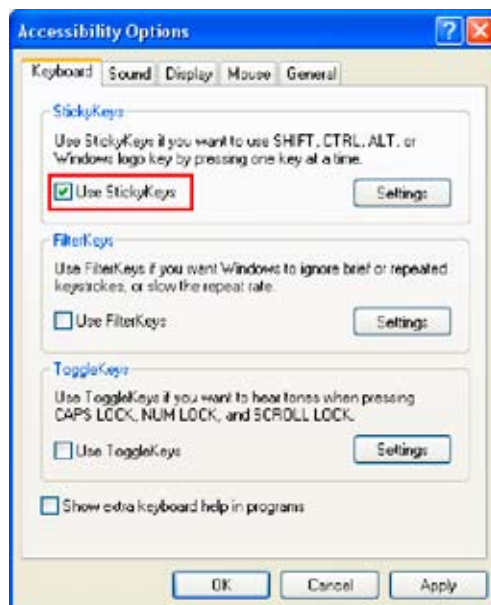 Accessibility Options
Keyboard Sound Display Mouse General
StickyKeys
Use StickyKeys if you want to use SHIFT, CTRL, ALT, or
Windows logo key by pressing one key at a time.
Use StickyKeys Settings
FilterKeys
Use FilterKeys if you want Windows to ignore brief or repeated
keystrokes, or slow the repeat rate.
Use FilterKeys Settings
ToggleKeys
Use ToggleKeys if you want to hear tones when pressing
CAPS LOCK, NUM LOCK, and SCROLL LOCK.
Use ToggleKeys Settings
Show extra keyboard help in programs
OK Cancel Apply